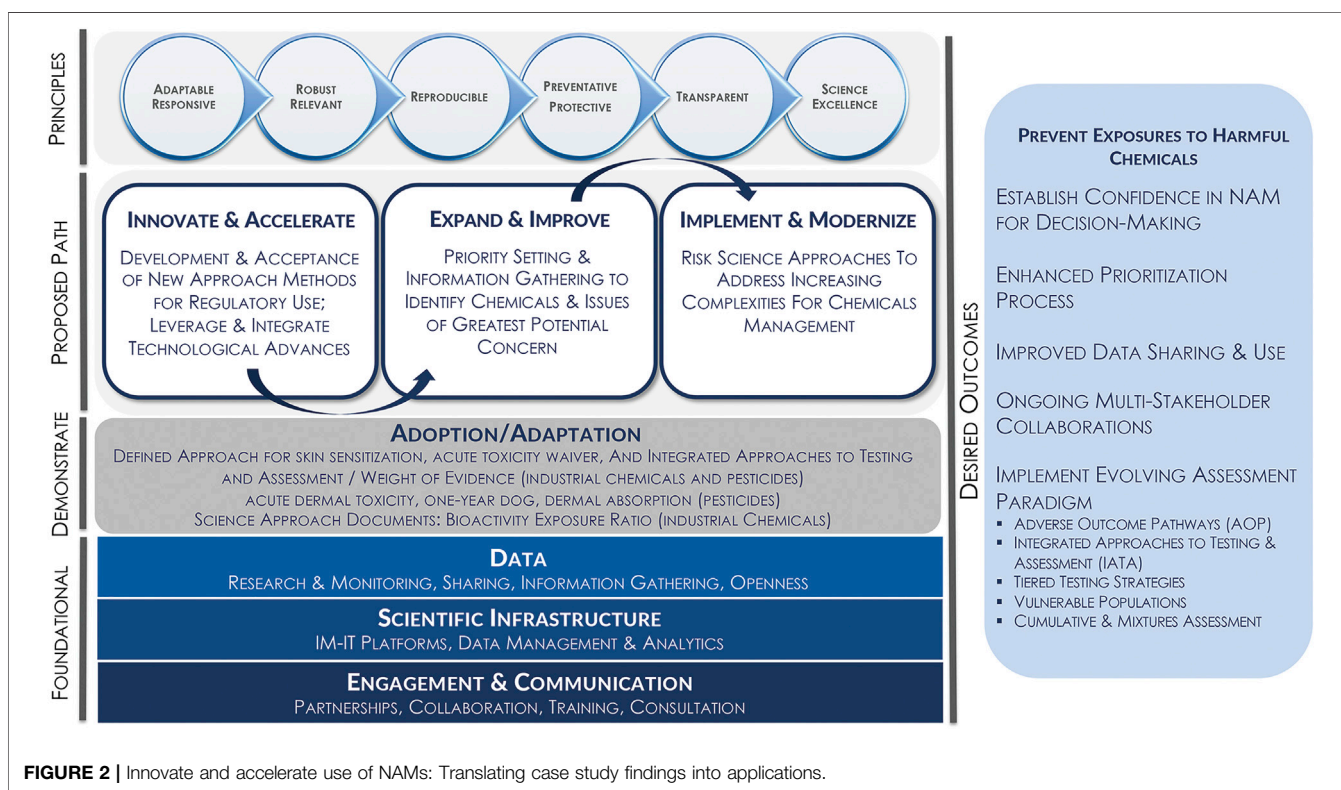 PRINCIPLES
ADAPTABLE
RESPONSIVE
ROBUST
RELEVANT
REPRODUCIBLE
PREVENTATIVE
PROTECTIVE
TRANSPARENT
SCIENCE
EXCELLENCE
PROPOSED PATH
INNOVATE & ACCELERATE
DEVELOPMENT & ACCEPTANCE
OF NEW APPROACH METHODS
FOR REGULATORY USE;
LEVERAGE & INTEGRATE
TECHNOLOGICAL ADVANCES
EXPAND & IMPROVE
PRIORITY SETTING &
INFORMATION GATHERING TO
IDENTIFY CHEMICALS & ISSUES
OF GREATEST POTENTIAL
CONCERN
IMPLEMENT & MODERNIZE
RISK SCIENCE APPROACHES TO
ADDRESS INCREASING
COMPLEXITIES FOR CHEMICALS
MANAGEMENT
DEMONSTRATE
ADOPTION/ADAPTATION
DEFINED APPROACH FOR SKIN SENSITIZATION, ACUTE TOXICITY WAIVER, AND INTEGRATED APPROACHES TO TESTING
AND ASSESSMENT / WEIGHT OF EVIDENCE (INDUSTRIAL CHEMICALS AND PESTICIDES)
ACUTE DERMAL TOXICITY, ONE-YEAR DOG, DERMAL ABSORPTION (PESTICIDES)
SCIENCE APPROACH DOCUMENTS: BIOACTIVITY EXPOSURE RATIO (INDUSTRIAL CHEMICALS)
FOUNDATIONAL
DATA
RESEARCH & MONITORING, SHARING, INFORMATION GATHERING, OPENNESS
SCIENTIFIC INFRASTRUCTURE
IM-IT PLATFORMS, DATA MANAGEMENT & ANALYTICS
ENGAGEMENT & COMMUNICATION
PARTNERSHIPS, COLLABORATION, TRAINING, CONSULTATION
DESIRED OUTCOMES
PREVENT EXPOSURES TO HARMFUL
CHEMICALS
ESTABLISH CONFIDENCE IN NAM
FOR DECISION-MAKING
ENHANCED PRIORITIZATION
PROCESS
IMPROVED DATA SHARING & USE
ONGOING MULTI-STAKEHOLDER
COLLABORATIONS
IMPLEMENT EVOLVING ASSESSMENT
PARADIGM
▪ ADVERSE OUTCOME PATHWAYS (AOP)
▪ INTEGRATED APPROACHES TO TESTING &
ASSESSMENT (IATA)
▪ TIERED TESTING STRATEGIES
▪ VULNERABLE POPULATIONS
▪ CUMULATIVE & MIXTURES ASSESSMENT
FIGURE 2 | Innovate and accelerate use of NAMs: Translating case study findings into applications.